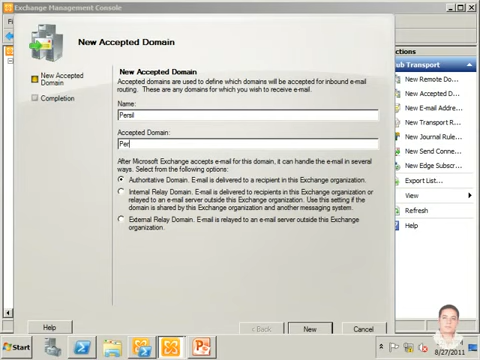 Exchange Management Console
Fi
New Accepted Domain
New Accepted
Domain
Completion
New Accepted Domain
Accepted domains are used to define which domains will be accepted for inbound e-mail
routing. These are any domains for which you wish to receive e-mail.
Name:
Persil
Accepted Domain:
Per
After Microsoft Exchange accepts e-mail for this domain, it can handle the e-mail in several
ways. Select from the following options:
Authoritative Domain. E-mail is delivered to a recipient in this Exchange organization.
Internal Relay Domain. E-mail is delivered to recipients in this Exchange organization or
relayed to an e-mail server outside this Exchange organization. Use this setting if the
domain is shared by this Exchange organization and another messaging system.
External Relay Domain. E-mail is relayed to an e-mail server outside this Exchange
organization.
Help
< Back
New
Cancel
ctions
ub Transport
New Remote Do...
New Accepted D...
New E-mail Addre...
New Transport R...
New Journal Rule...
New Send Conne...
New Edge Subscr...
Export List...
View
Refresh
Help
Start
8/27/2011